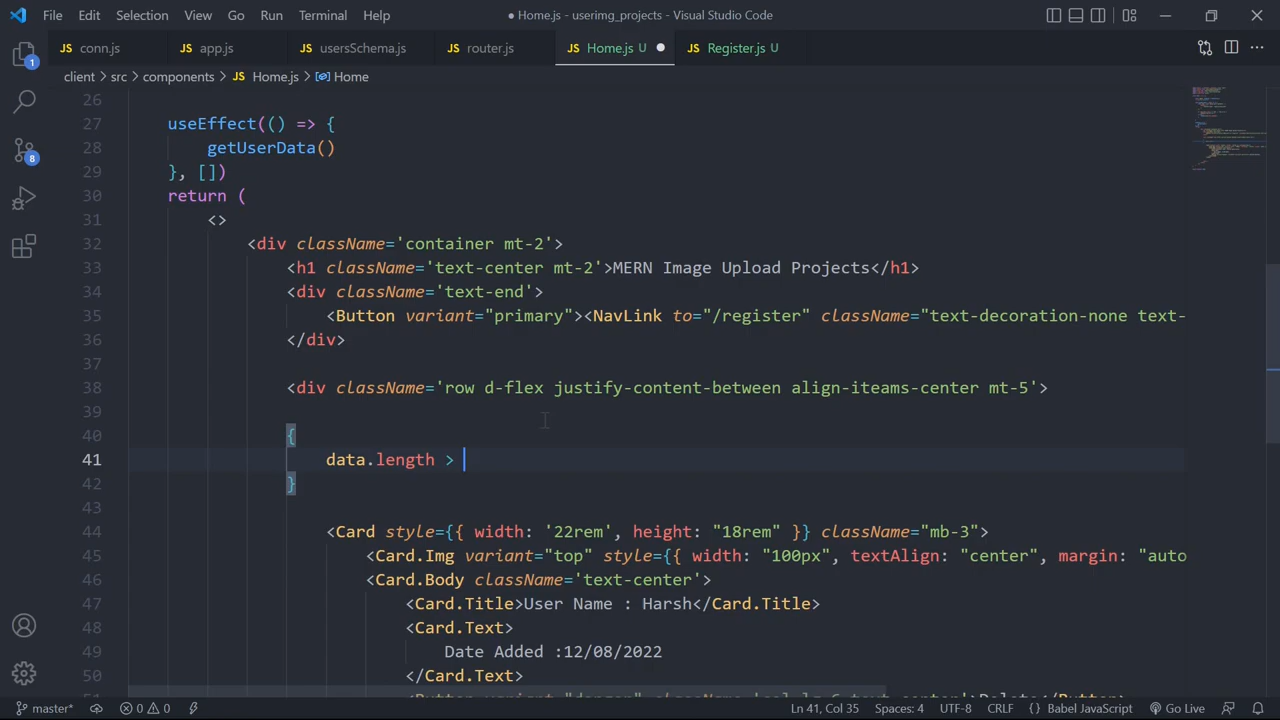 File Edit Selection View Go Run Terminal Help ● Home.js - userimg_projects - Visual Studio Code
JS conn.js JS app.js JS usersSchema.js JS router.js JS Home.js U ● JS Register.js U
client > src > components > JS Home.js > Home
26
27 useEffect(() => {
28 getUserData()
29 }, [])
30 return (
31 <>
32 <div className='container mt-2'>
33 <h1 className='text-center mt-2'>MERN Image Upload Projects</h1>
34 <div className='text-end'>
35 <Button variant="primary"><NavLink to="/register" className="text-decoration-none text-
36 </div>
37
38 <div className='row d-flex justify-content-between align-iteams-center mt-5'>
39
40 {
41 data.length >
42 }
43
44 <Card style={{ width: '22rem', height: "18rem" }} className="mb-3">
45 <Card.Img variant="top" style={{ width: "100px", textAlign: "center", margin: "auto
46 <Card.Body className='text-center'>
47 <Card.Title>User Name : Harsh</Card.Title>
48 <Card.Text>
49 Date Added :12/08/2022
50 </Card.Text>
1
8
master* 0 0 Ln 41, Col 35 Spaces: 4 UTF-8 CRLF {} Babel JavaScript Go Live